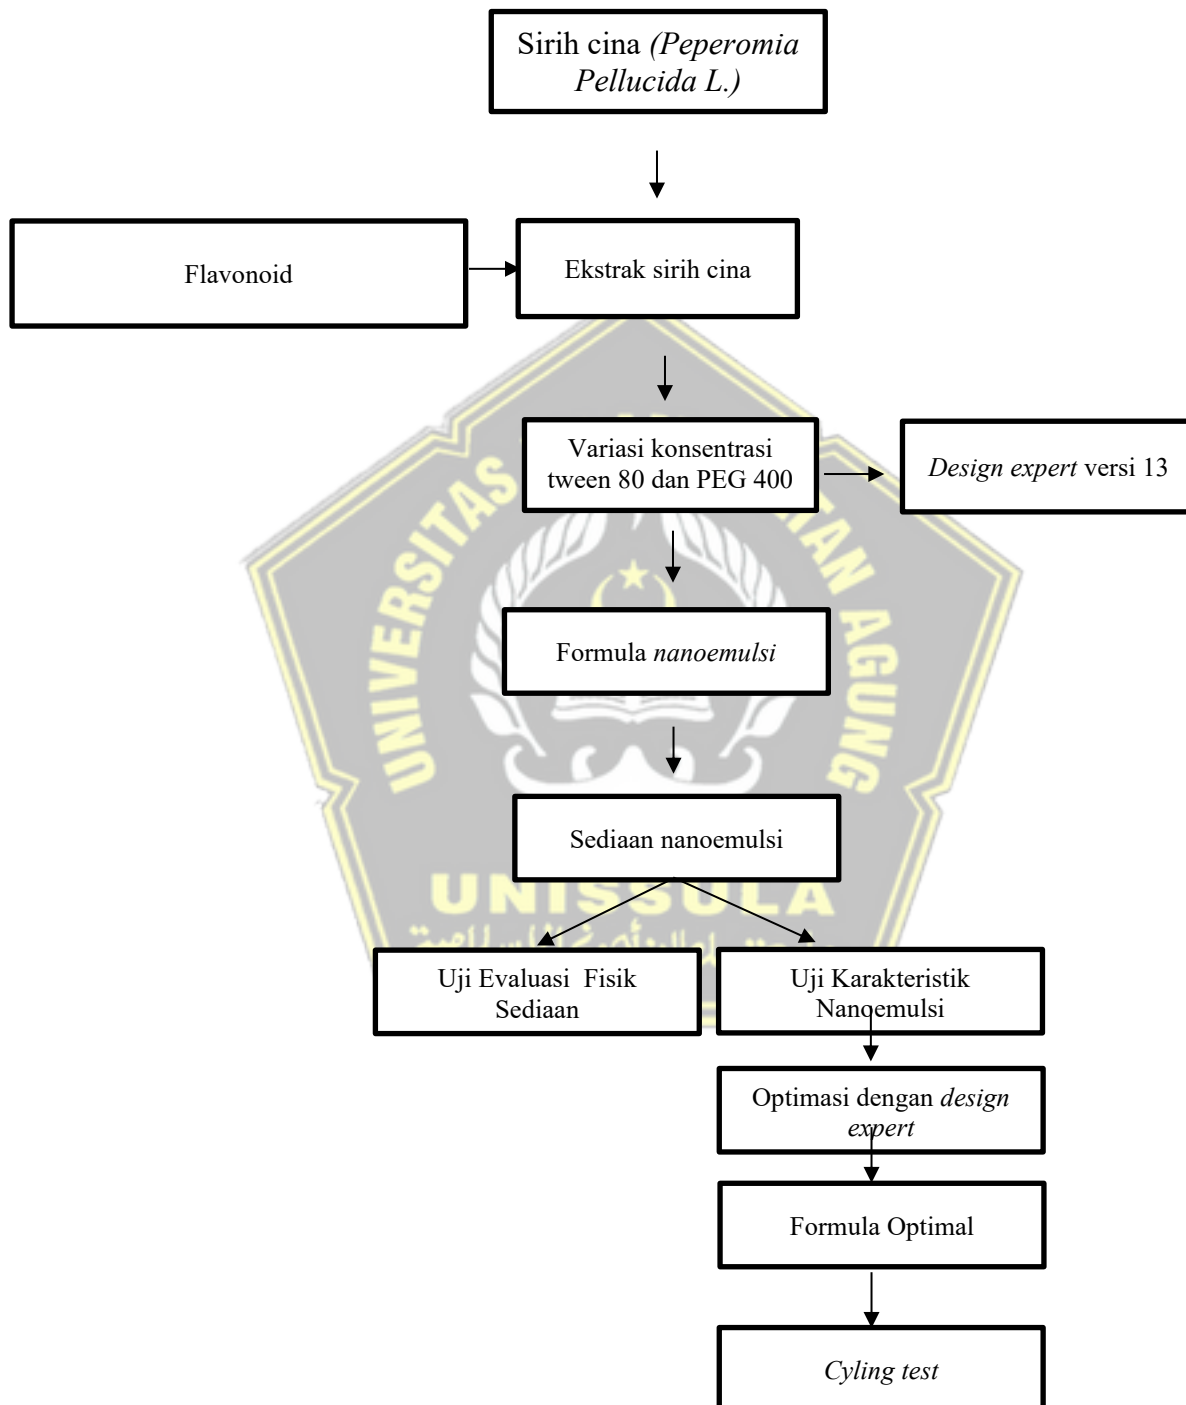 Sirih cina (Peperomia
Pellucida L.)
Flavonoid
Ekstrak sirih cina
Variasi konsentrasi
tween 80 dan PEG 400
Design expert versi 13
Formula nanoemulsi
Sediaan nanoemulsi
Uji Evaluasi  Fisik
Sediaan
Uji Karakteristik
Nanoemulsi
Optimasi dengan design
expert
Formula Optimal
Cyling test
UNIVERSITAS
AGUNG
UNISSULA